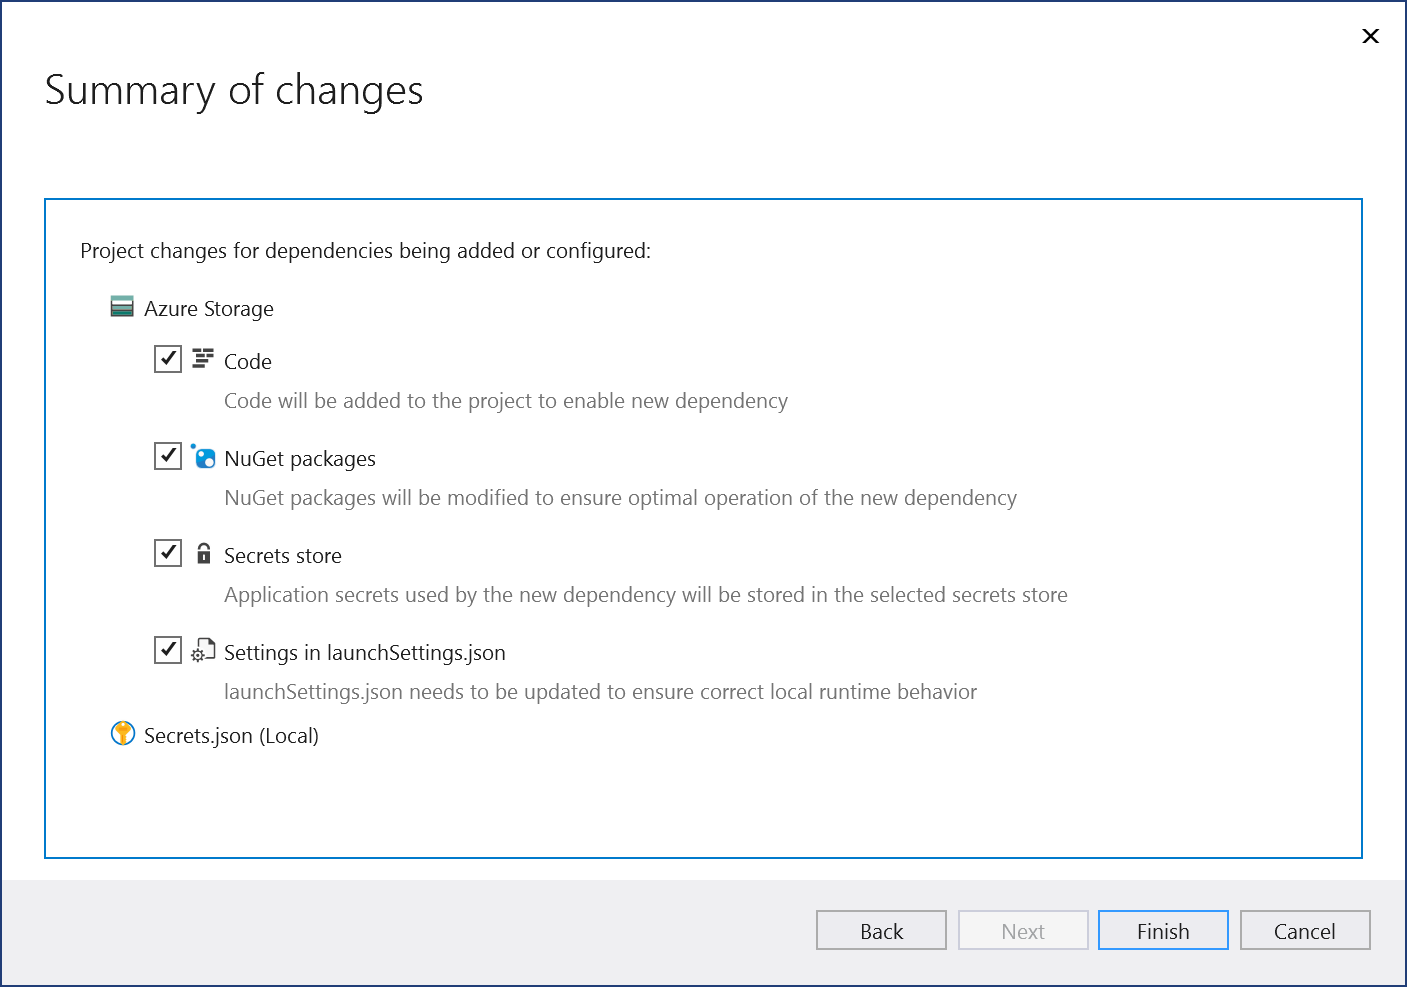 Summary of changes
Project changes for dependencies being added or configured:
Azure Storage
Code
Code will be added to the project to enable new dependency
NuGet packages
NuGet packages will be modified to ensure optimal operation of the new dependency
Secrets store
Application secrets used by the new dependency will be stored in the selected secrets store
Settings in launchSettings.json
launchSettings.json needs to be updated to ensure correct local runtime behavior
Secrets.json (Local)
Back Next Finish Cancel